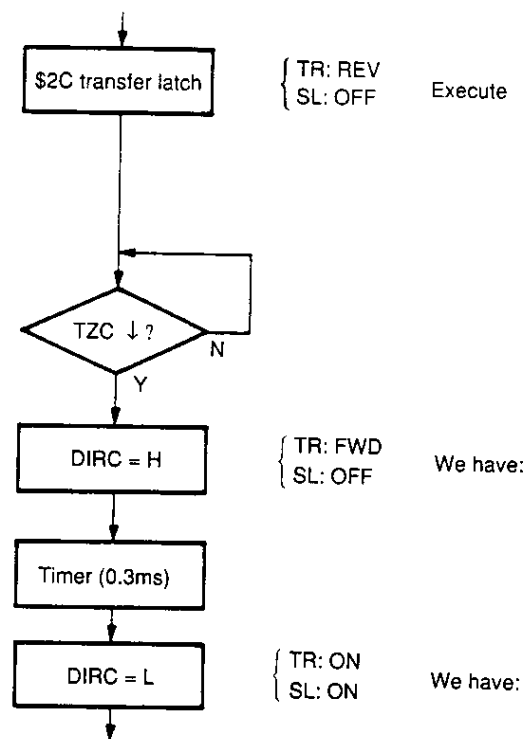 $2C transfer latch
TR: REV
SL: OFF
Execute
TZC ↓ ?
N
Y
DIRC = H
TR: FWD
SL: OFF
We have:
Timer (0.3ms)
DIRC = L
TR: ON
SL: ON
We have: